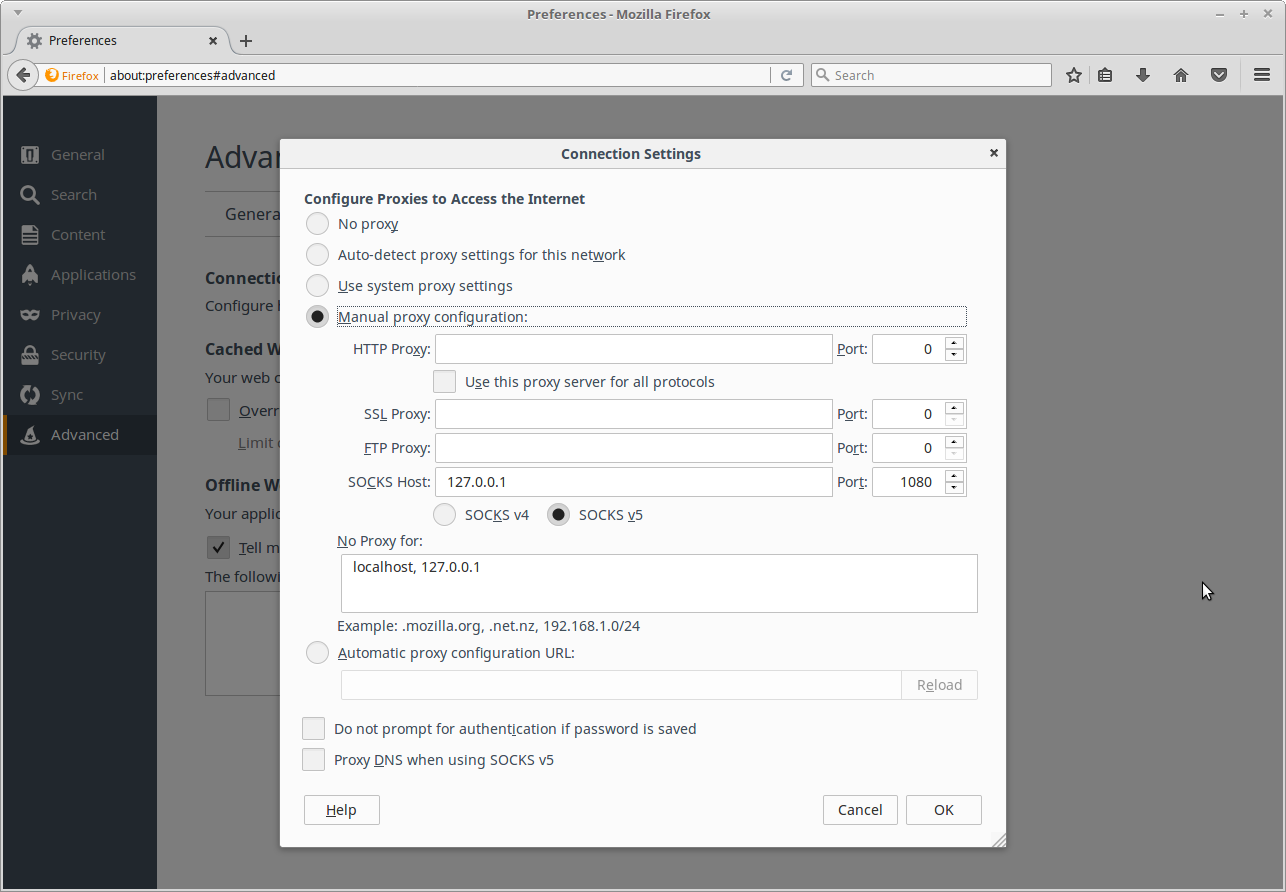 Preferences - Mozilla Firefox
Preferences
Firefox about:preferences#advanced Search
General
Search
Content
Applications
Privacy
Security
Sync
Advanced
Advan
Genera
Connectio
Configure
Cached W
Your web c
Overr
Limit
Offline W
Your applic
Tell m
The followi
Connection Settings
Configure Proxies to Access the Internet
No proxy
Auto-detect proxy settings for this network
Use system proxy settings
Manual proxy configuration:
HTTP Proxy: Port: 0
Use this proxy server for all protocols
SSL Proxy: Port: 0
FTP Proxy: Port: 0
SOCKS Host: 127.0.0.1 Port: 1080
SOCKS v4 SOCKS v5
No Proxy for:
localhost, 127.0.0.1
Example: .mozilla.org, .net.nz, 192.168.1.0/24
Automatic proxy configuration URL:
Reload
Do not prompt for authentication if password is saved
Proxy DNS when using SOCKS v5
Help Cancel OK